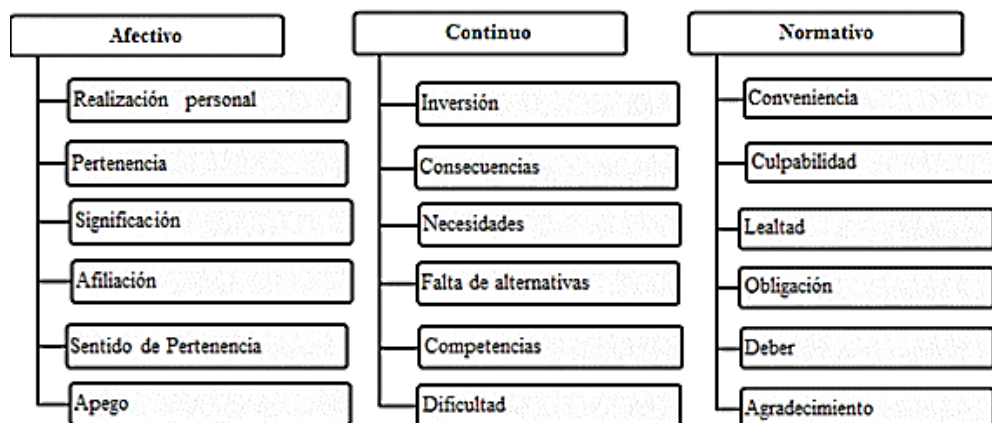 Afectivo
Realización personal
Pertenencia
Significación
Afiliación
Sentido de Pertenencia
Apego
Continuo
Inversión
Consecuencias
Necesidades
Falta de alternativas
Competencias
Dificultad
Normativo
Conveniencia
Culpabilidad
Lealtad
Obligación
Deber
Agradecimiento